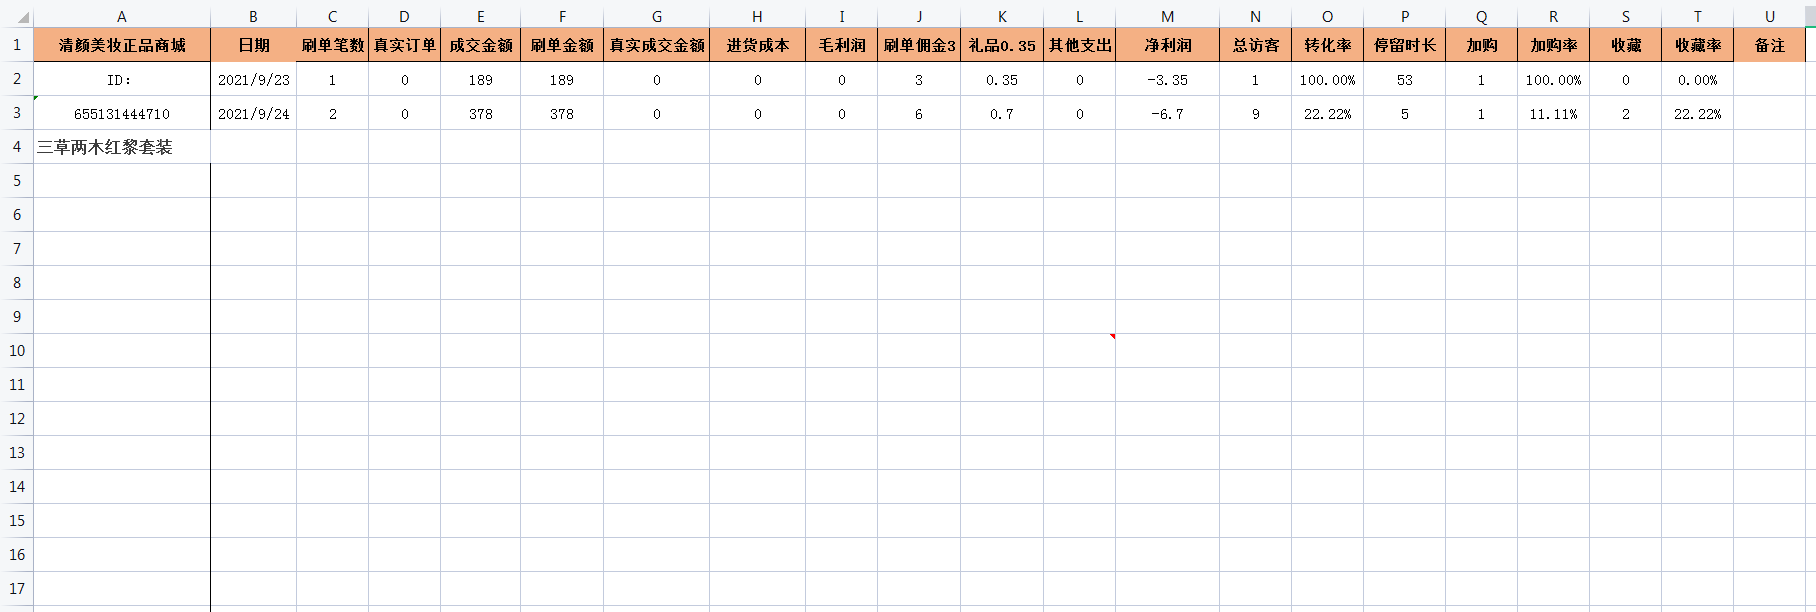 A B C D E F G H I J K L M N O P Q R S T U
1 清颜美妆正品商城 日期 刷单笔数 真实订单 成交金额 刷单金额 真实成交金额 进货成本 毛利润 刷单佣金3 礼品0.35 其他支出 净利润 总访客 转化率 停留时长 加购 加购率 收藏 收藏率 备注
2 ID: 2021/9/23 1 0 189 189 0 0 0 3 0.35 0 -3.35 1 100.00% 53 1 100.00% 0 0.00%
3 655131444710 2021/9/24 2 0 378 378 0 0 0 6 0.7 0 -6.7 9 22.22% 5 1 11.11% 2 22.22%
4 三草两木红黎套装
5
6
7
8
9
10
11
12
13
14
15
16
17